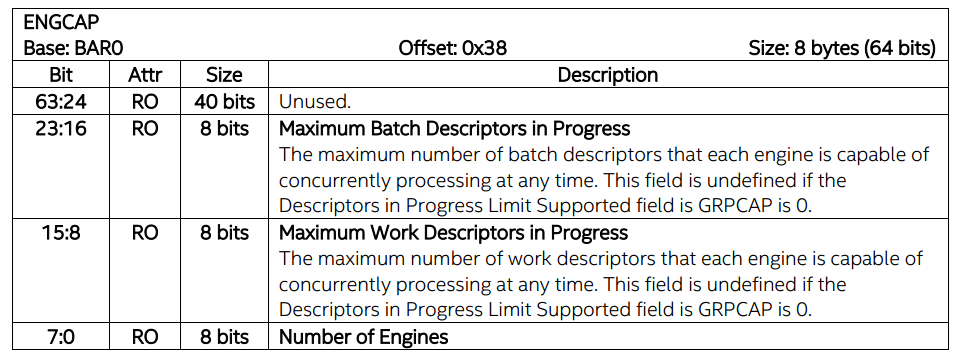 ENGCAP
Base: BAR0 Offset: 0x38 Size: 8 bytes (64 bits)
Bit Attr Size Description
63:24 RO 40 bits Unused.
23:16 RO 8 bits Maximum Batch Descriptors in Progress
The maximum number of batch descriptors that each engine is capable of
concurrently processing at any time. This field is undefined if the
Descriptors in Progress Limit Supported field is GRPCAP is 0.
15:8 RO 8 bits Maximum Work Descriptors in Progress
The maximum number of work descriptors that each engine is capable of
concurrently processing at any time. This field is undefined if the
Descriptors in Progress Limit Supported field is GRPCAP is 0.
7:0 RO 8 bits Number of Engines